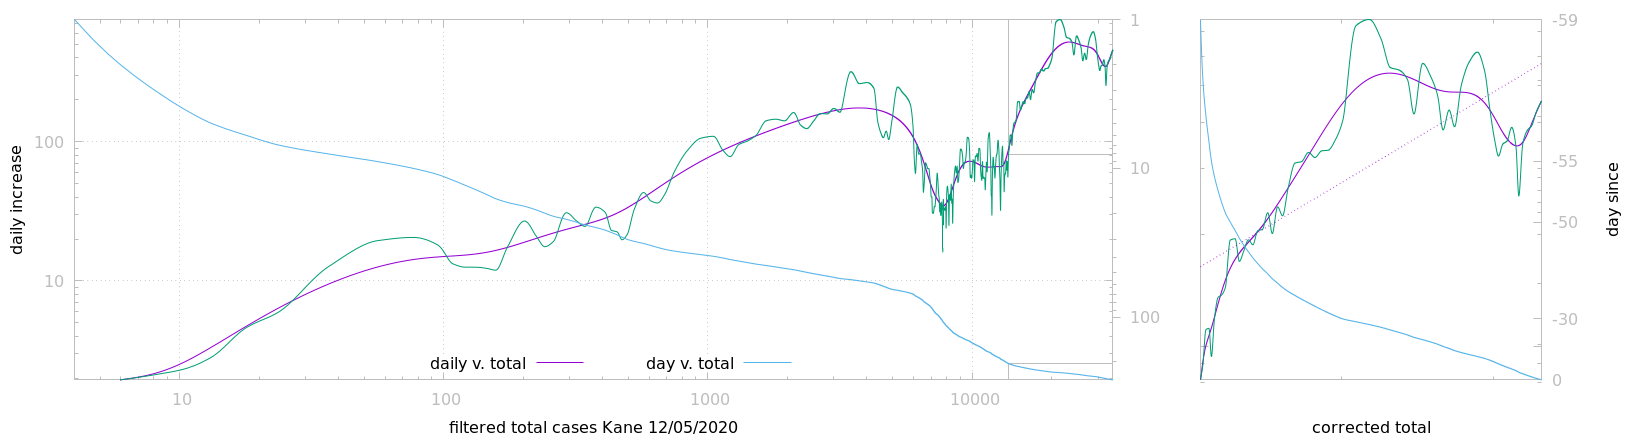 daily increase
100
10
10
100
1000
10000
1
10
100
daily v. total
day v. total
filtered total cases Kane 12/05/2020
-59
-55
-50
-30
0
day since
corrected total